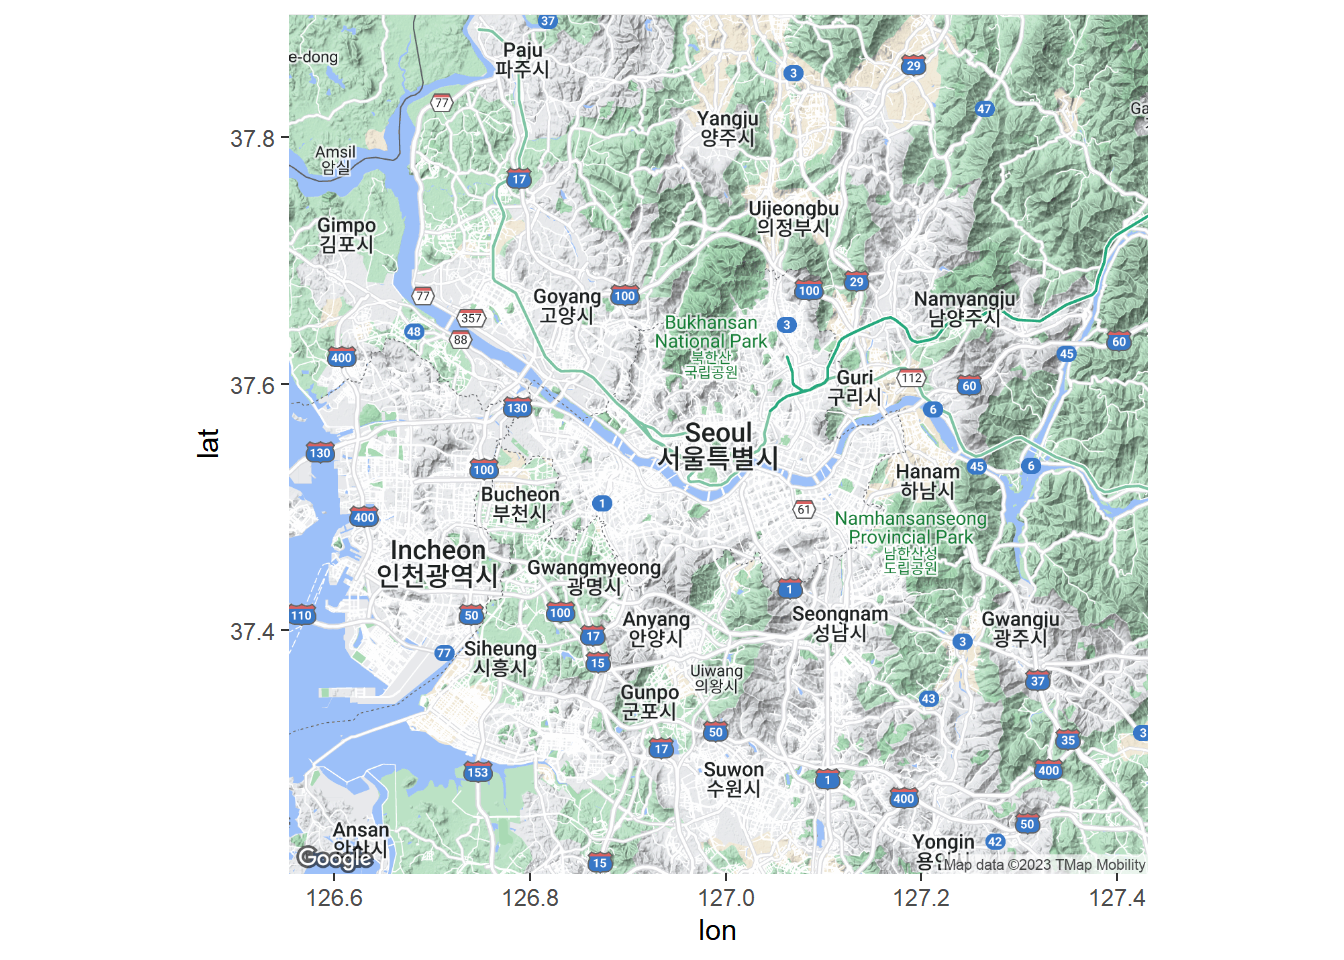 37
Paju
파주시
e-dong
3
29
77
47
Yangju
양주시
37.8
Amsil
암실
17
Uijeongbu
의정부시
Gimpo
김포시
77
Goyang
고양시
100
100
29
Namyangju
남양주시
357
48
88
3
Bukhansan
National Park
북한산
국립공원
400
60
45
37.6
Guri
구리시
112
60
130
6
Seoul
서울특별시
130
100
45
6
Hanam
하남시
Bucheon
부천시
1
61
400
Namhansanseong
Provincial Park
남한산성
도립공원
Incheon
인천광역시
Gwangmyeong
광명시
1
110
50
100
17
Anyang
안양시
Seongnam
성남시
Gwangju
광주시
37.4
77
Siheung
시흥시
15
3
Uiwang
의왕시
37
Gunpo
군포시
43
50
17
35
3
153
Suwon
수원시
1
400
400
50
Ansan
안산시
Google
15
Yongin
42
Map data ©2023 TMap Mobility
126.6
126.8
127.0
127.2
127.4
lon
lat